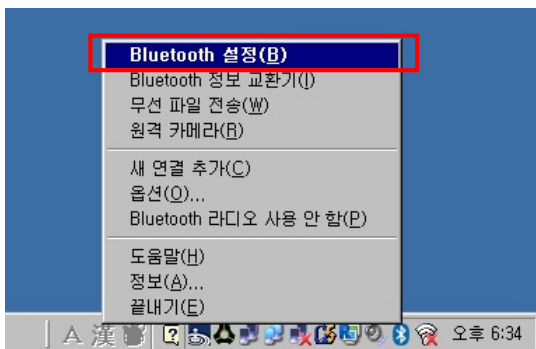 Bluetooth 설정(B)
Bluetooth 정보 교환기(I)
무선 파일 전송(W)
원격 카메라(R)
새 연결 추가(C)
옵션(O)...
Bluetooth 라디오 사용 안 함(P)
도움말(H)
정보(A)...
끝내기(E)
A 漢 오후 6:34